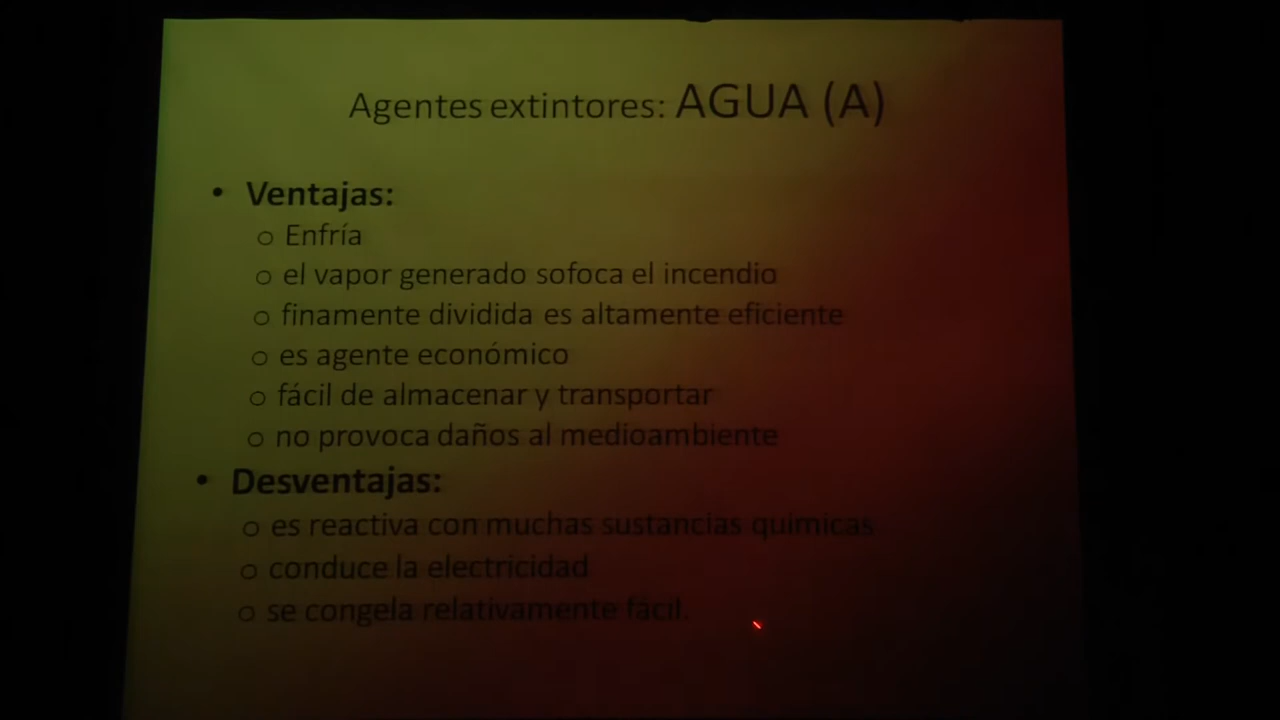 Agentes extintores: AGUA (A)
• Ventajas:
o Enfría
o el vapor generado sofoca el incendio
o finamente dividida es altamente eficiente
o es agente económico
o fácil de almacenar y transportar
o no provoca daños al medioambiente
• Desventajas:
o es reactiva con muchas sustancias quimicas
o conduce la electricidad
o se congela relativamente fácil.